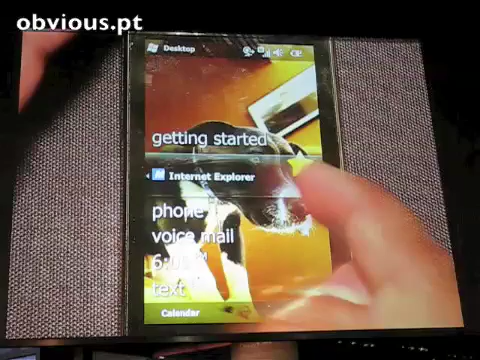 obvious.pt
Desktop
getting started
Internet Explorer
phone
voice mail
text
Calendar